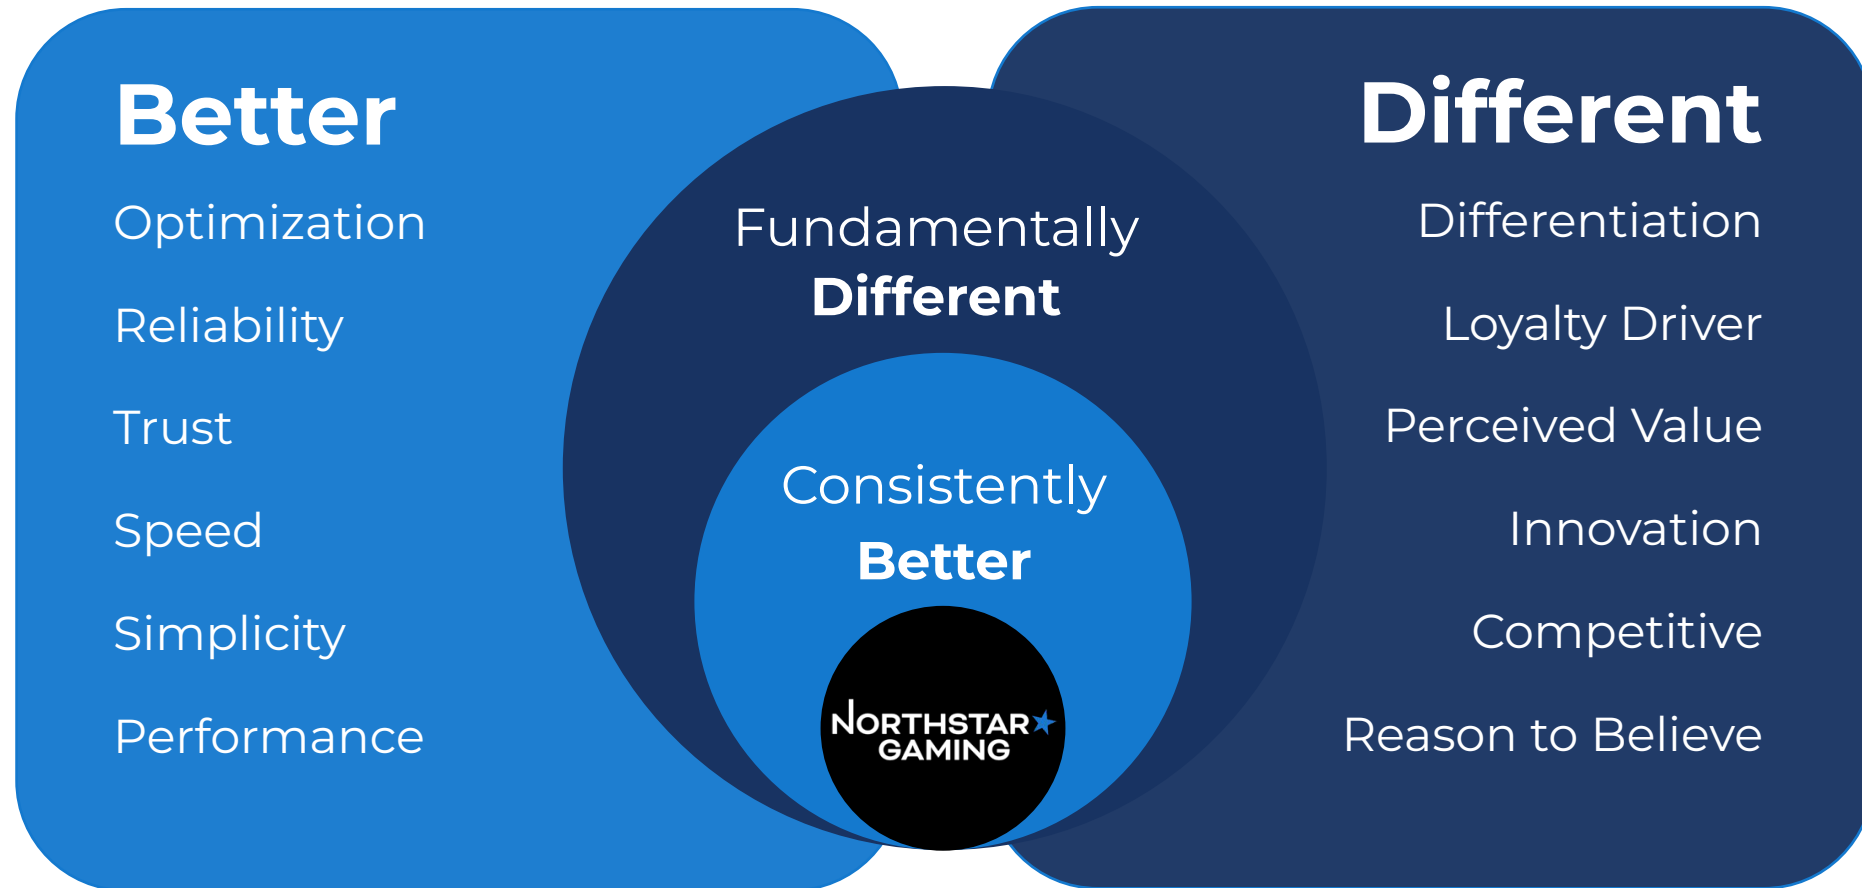 Better
Optimization
Reliability
Trust
Speed
Simplicity
Performance
Fundamentally
Different
Consistently
Better
NORTHSTAR
GAMING
Different
Differentiation
Loyalty Driver
Perceived Value
Innovation
Competitive
Reason to Believe